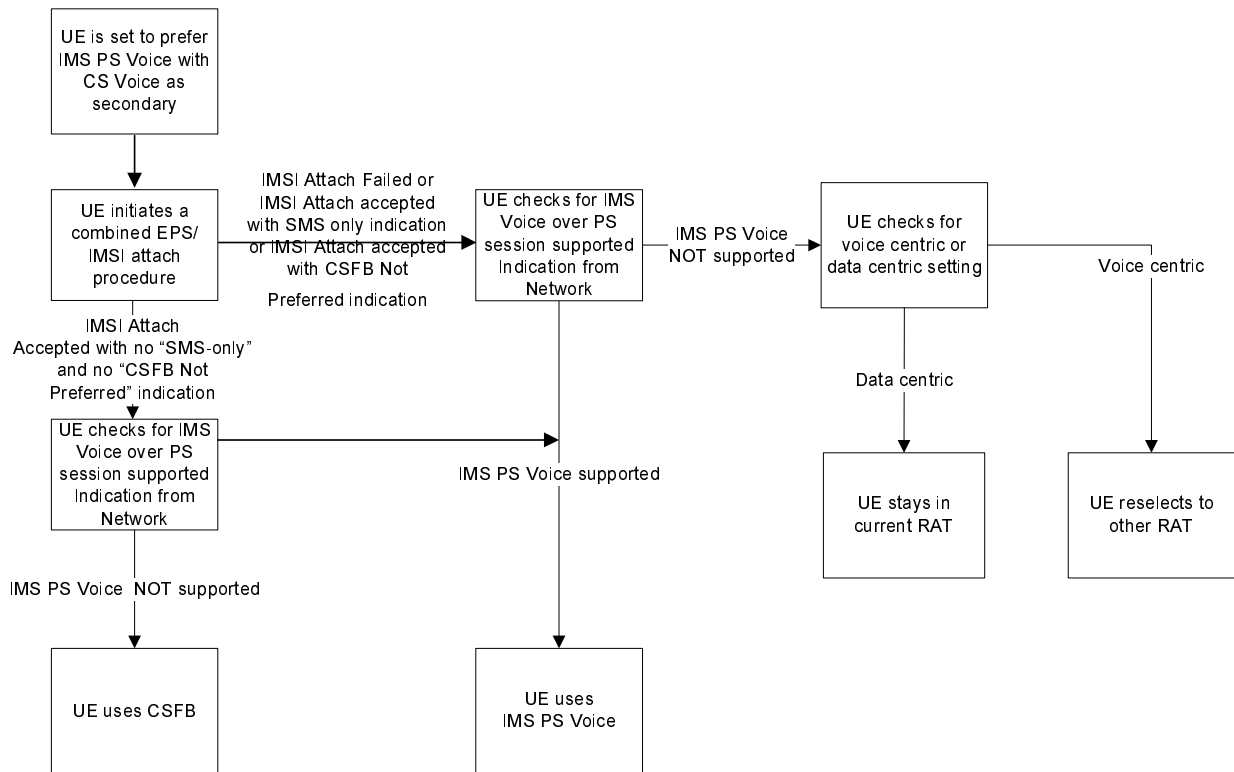 UE is set to prefer
IMS PS Voice with
CS Voice as
secondary
UE initiates a
combined EPS/
IMSI attach
procedure
IMSI Attach Failed or
IMSI Attach accepted
with SMS only indication
or IMSI Attach accepted
with CSFB Not
Preferred indication
UE checks for IMS
Voice over PS
session supported
Indication from
Network
IMS PS Voice
NOT supported
UE checks for
voice centric or
data centric setting
Voice centric
Data centric
IMSI Attach
Accepted with no “SMS-only”
and no “CSFB Not
Preferred” indication
UE checks for IMS
Voice over PS
session supported
Indication from
Network
IMS PS Voice supported
UE stays in
current RAT
UE reselects to
other RAT
IMS PS Voice NOT supported
UE uses CSFB
UE uses
IMS PS Voice